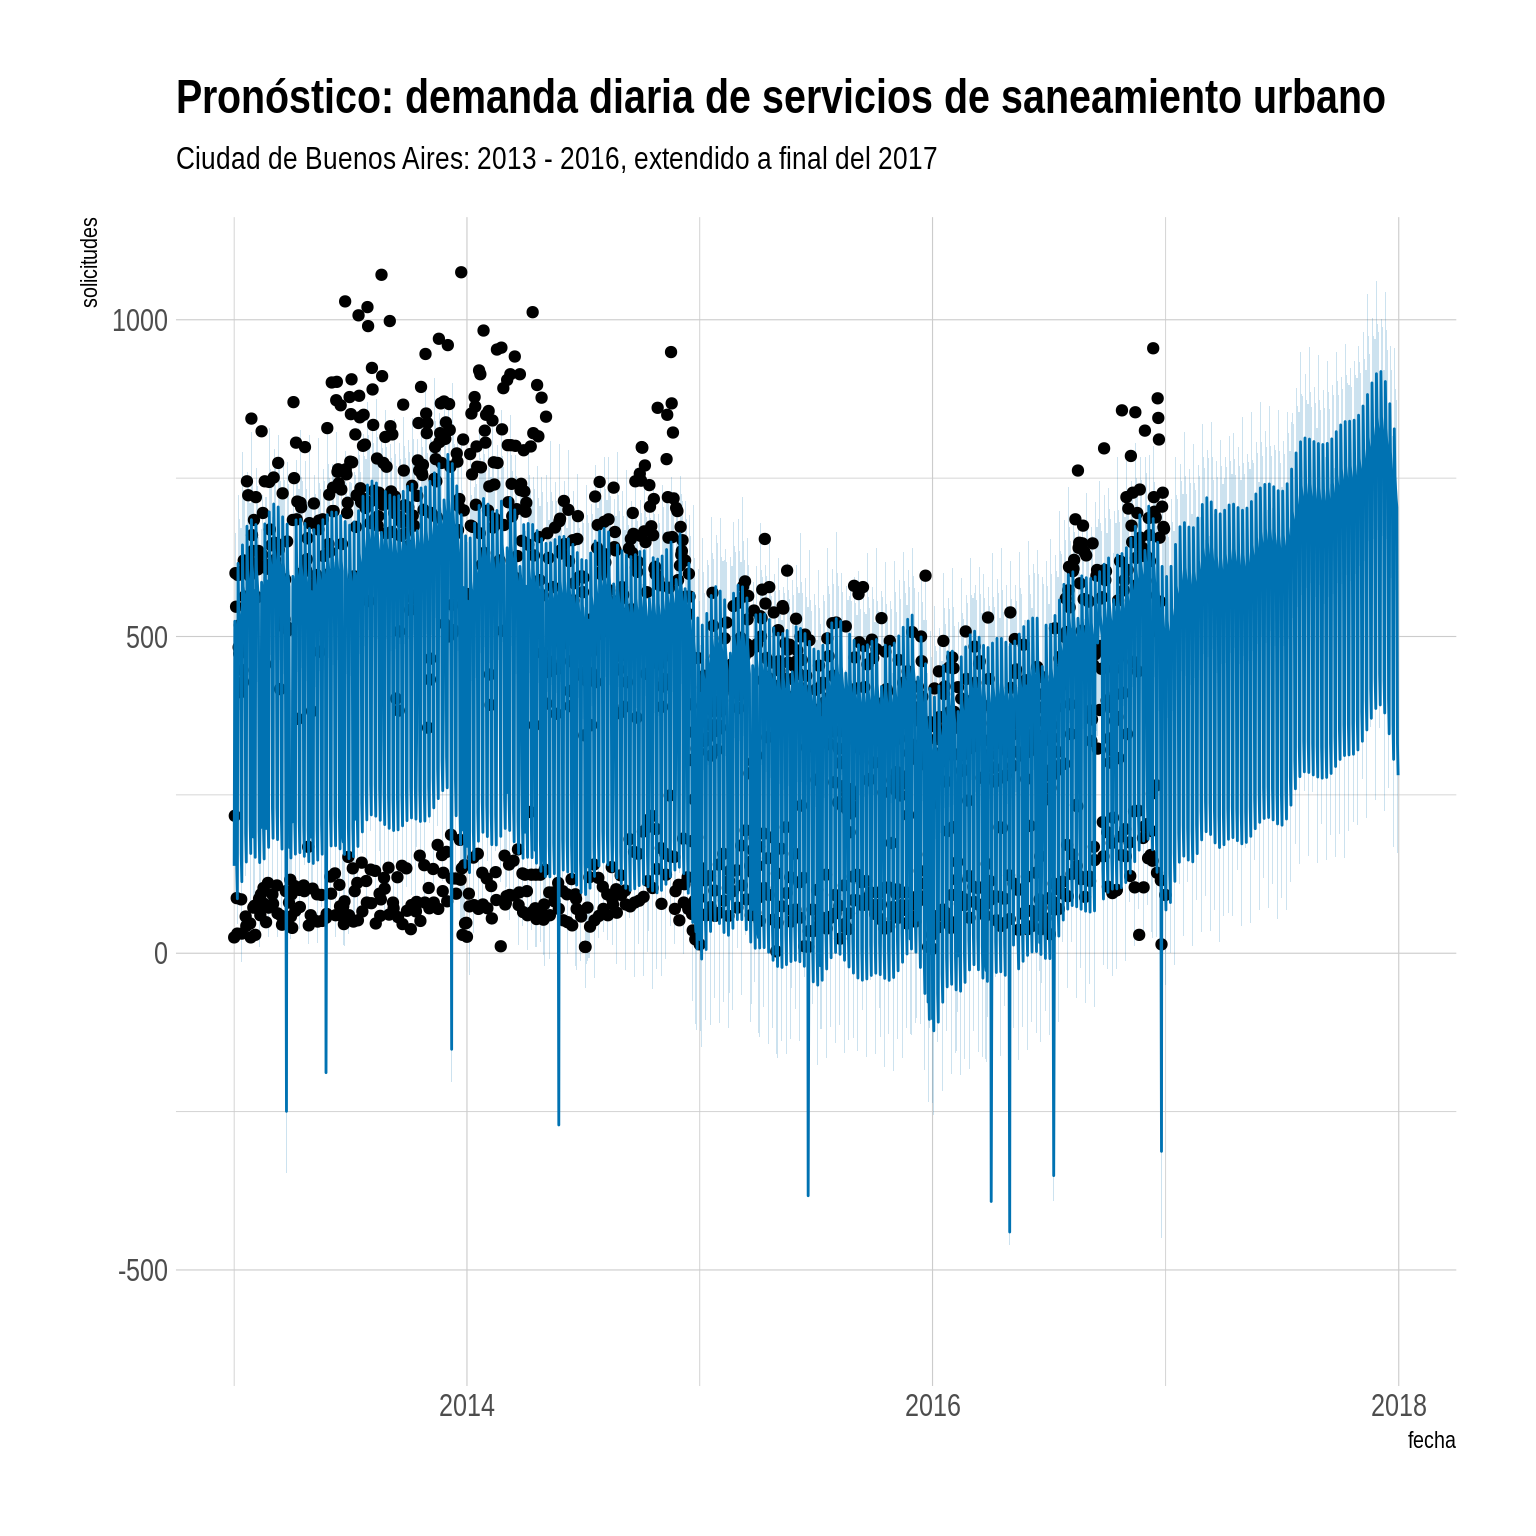 Pronóstico: demanda diaria de servicios de saneamiento urbano
Ciudad de Buenos Aires: 2013 - 2016, extendido a final del 2017
solicitudes
1000
500
0
-500
2014
2016
2018
fecha